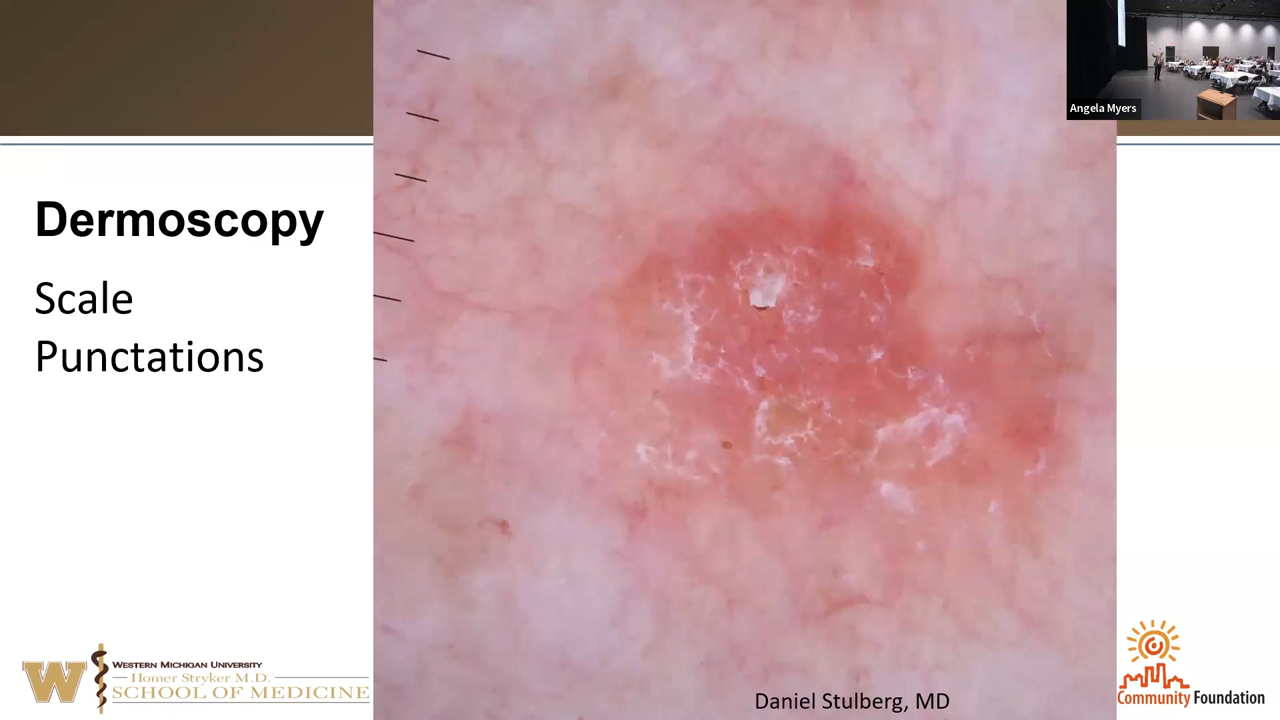 Angela Myers
Dermoscopy
Scale
Punctations
W
WESTERN MICHIGAN UNIVERSITY
Homer Stryker M.D.
SCHOOL OF MEDICINE
Daniel Stulberg, MD
Community Foundation